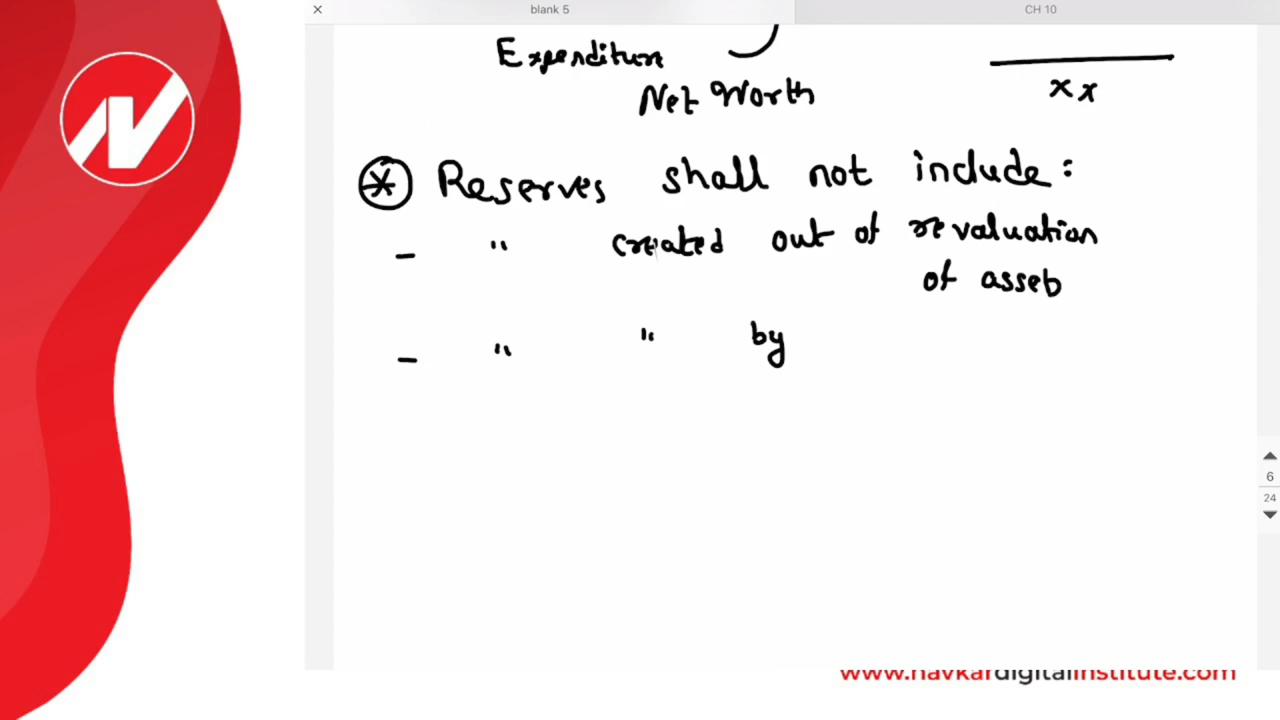 × blank 5 CH 10
Expenditure
Net Worth
x x
Reserves shall not include :
- " created out of revaluation
of assets
- " " by
6
24
www.navkardigitalinstitute.com